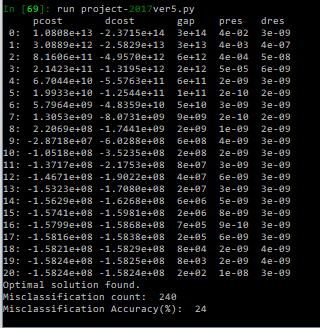 In [69]: run project-2017ver5.py
pcost dcost gap pres dres
0: 1.0808e+13 -2.3715e+14 3e+14 4e-02 3e-09
1: 3.0889e+12 -2.5829e+13 3e+13 4e-03 4e-07
2: 8.1606e+11 -4.9570e+12 6e+12 4e-04 5e-08
3: 2.1423e+11 -1.3195e+12 2e+12 5e-05 6e-09
4: 6.7044e+10 -5.5763e+11 6e+11 2e-09 3e-09
5: 1.9933e+10 -1.2544e+11 1e+11 2e-10 2e-09
6: 5.7964e+09 -4.8359e+10 5e+10 3e-09 3e-09
7: 1.3053e+09 -8.0731e+09 9e+09 2e-10 2e-09
8: 2.2069e+08 -1.7441e+09 2e+09 1e-09 2e-09
9: -2.8718e+07 -6.0288e+08 6e+08 4e-09 3e-09
10: -1.0518e+08 -3.5235e+08 2e+08 2e-09 3e-09
11: -1.3717e+08 -2.1753e+08 8e+07 3e-09 3e-09
12: -1.4671e+08 -1.9022e+08 4e+07 6e-09 3e-09
13: -1.5323e+08 -1.7080e+08 2e+07 6e-09 3e-09
14: -1.5629e+08 -1.6268e+08 6e+06 5e-09 3e-09
15: -1.5741e+08 -1.5981e+08 2e+06 8e-09 3e-09
16: -1.5799e+08 -1.5868e+08 7e+05 9e-10 3e-09
17: -1.5816e+08 -1.5838e+08 2e+05 6e-09 3e-09
18: -1.5821e+08 -1.5829e+08 8e+04 2e-09 4e-09
19: -1.5824e+08 -1.5825e+08 8e+03 2e-09 4e-09
20: -1.5824e+08 -1.5824e+08 2e+02 1e-08 3e-09
Optimal solution found.
Misclassification count: 240
Misclassification Accuracy(%): 24